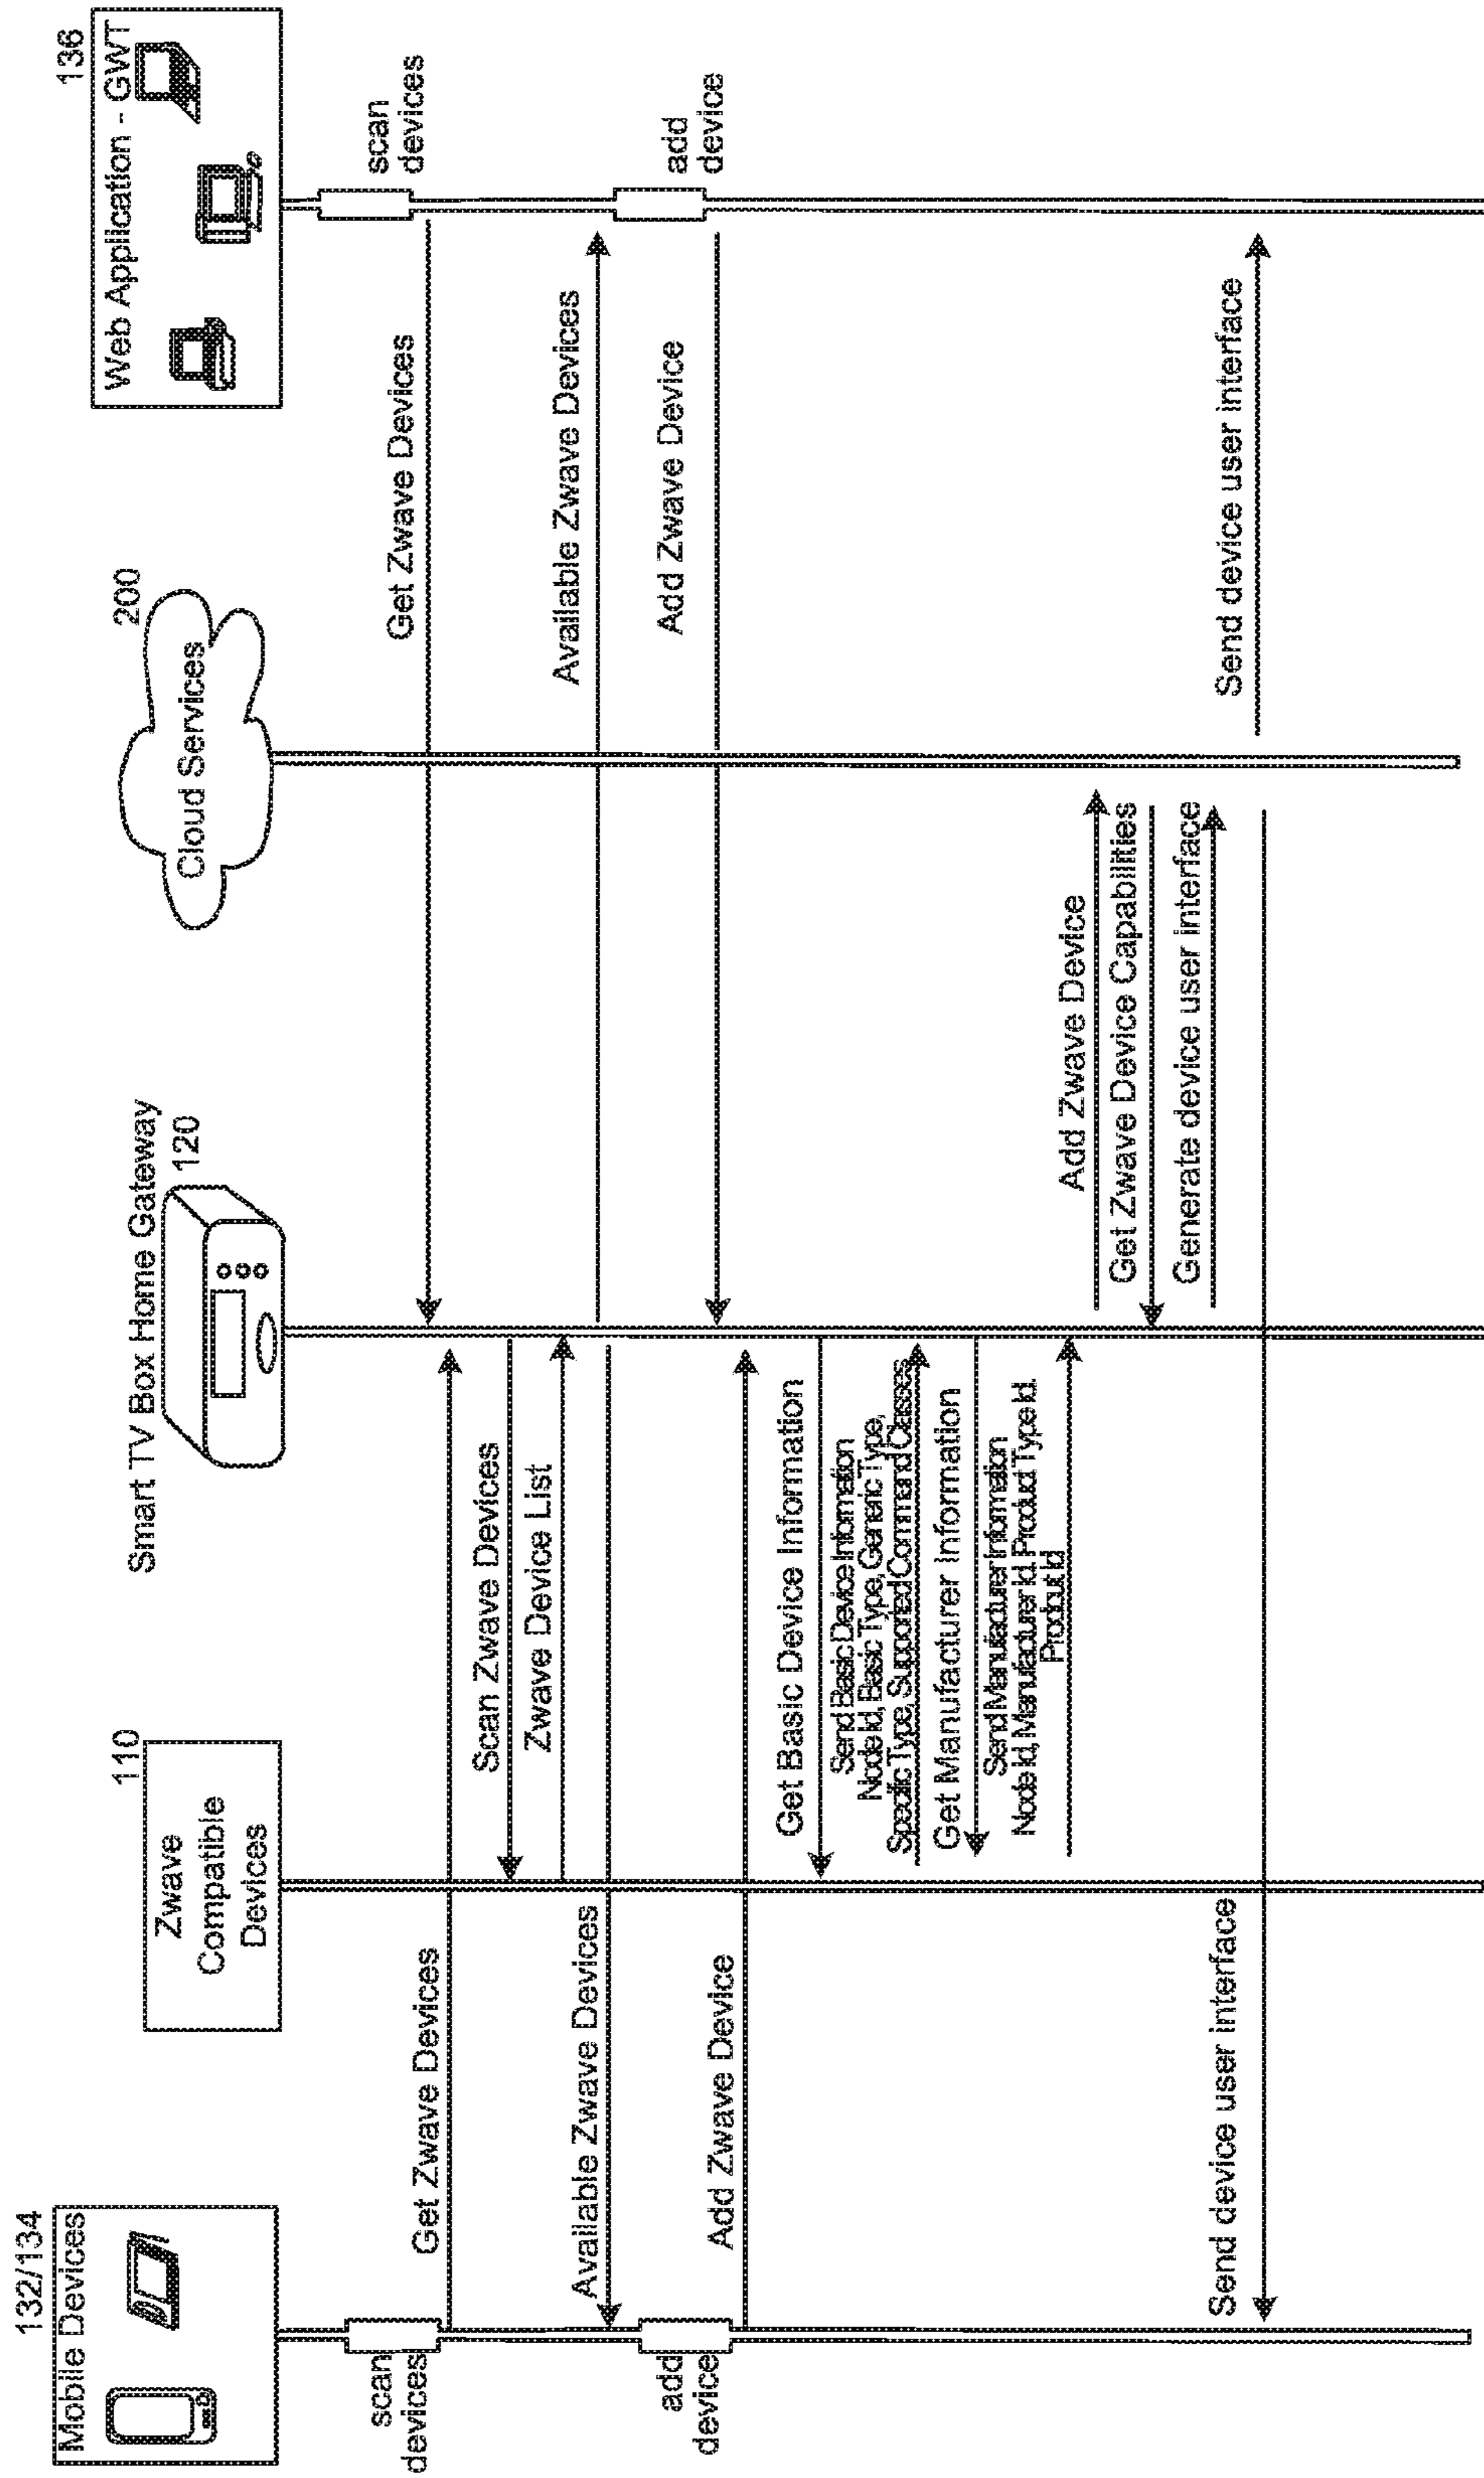 132/134
Mobile Devices
110
Zwave
Compatible
Devices
Smart TV Box Home Gateway
120
200
Cloud Services
136
Web Application - GWT
scan
devices
scan
devices
Get Zwave Devices
Get Zwave Devices
Scan Zwave Devices
Zwave Device List
Available Zwave Devices
Available Zwave Devices
add
device
add
device
Add Zwave Device
Add Zwave Device
Get Basic Device Information
Send Basic Device Information
Node Id, Basic Type, Generic Type,
Specific Type, Supported Command Classes
Get Manufacturer Information
Send Manufacturer Information
Node Id, Manufacturer Id, Product Type Id.
Product Id
Add Zwave Device
Get Zwave Device Capabilities
Generate device user interface
Send device user interface
Send device user interface